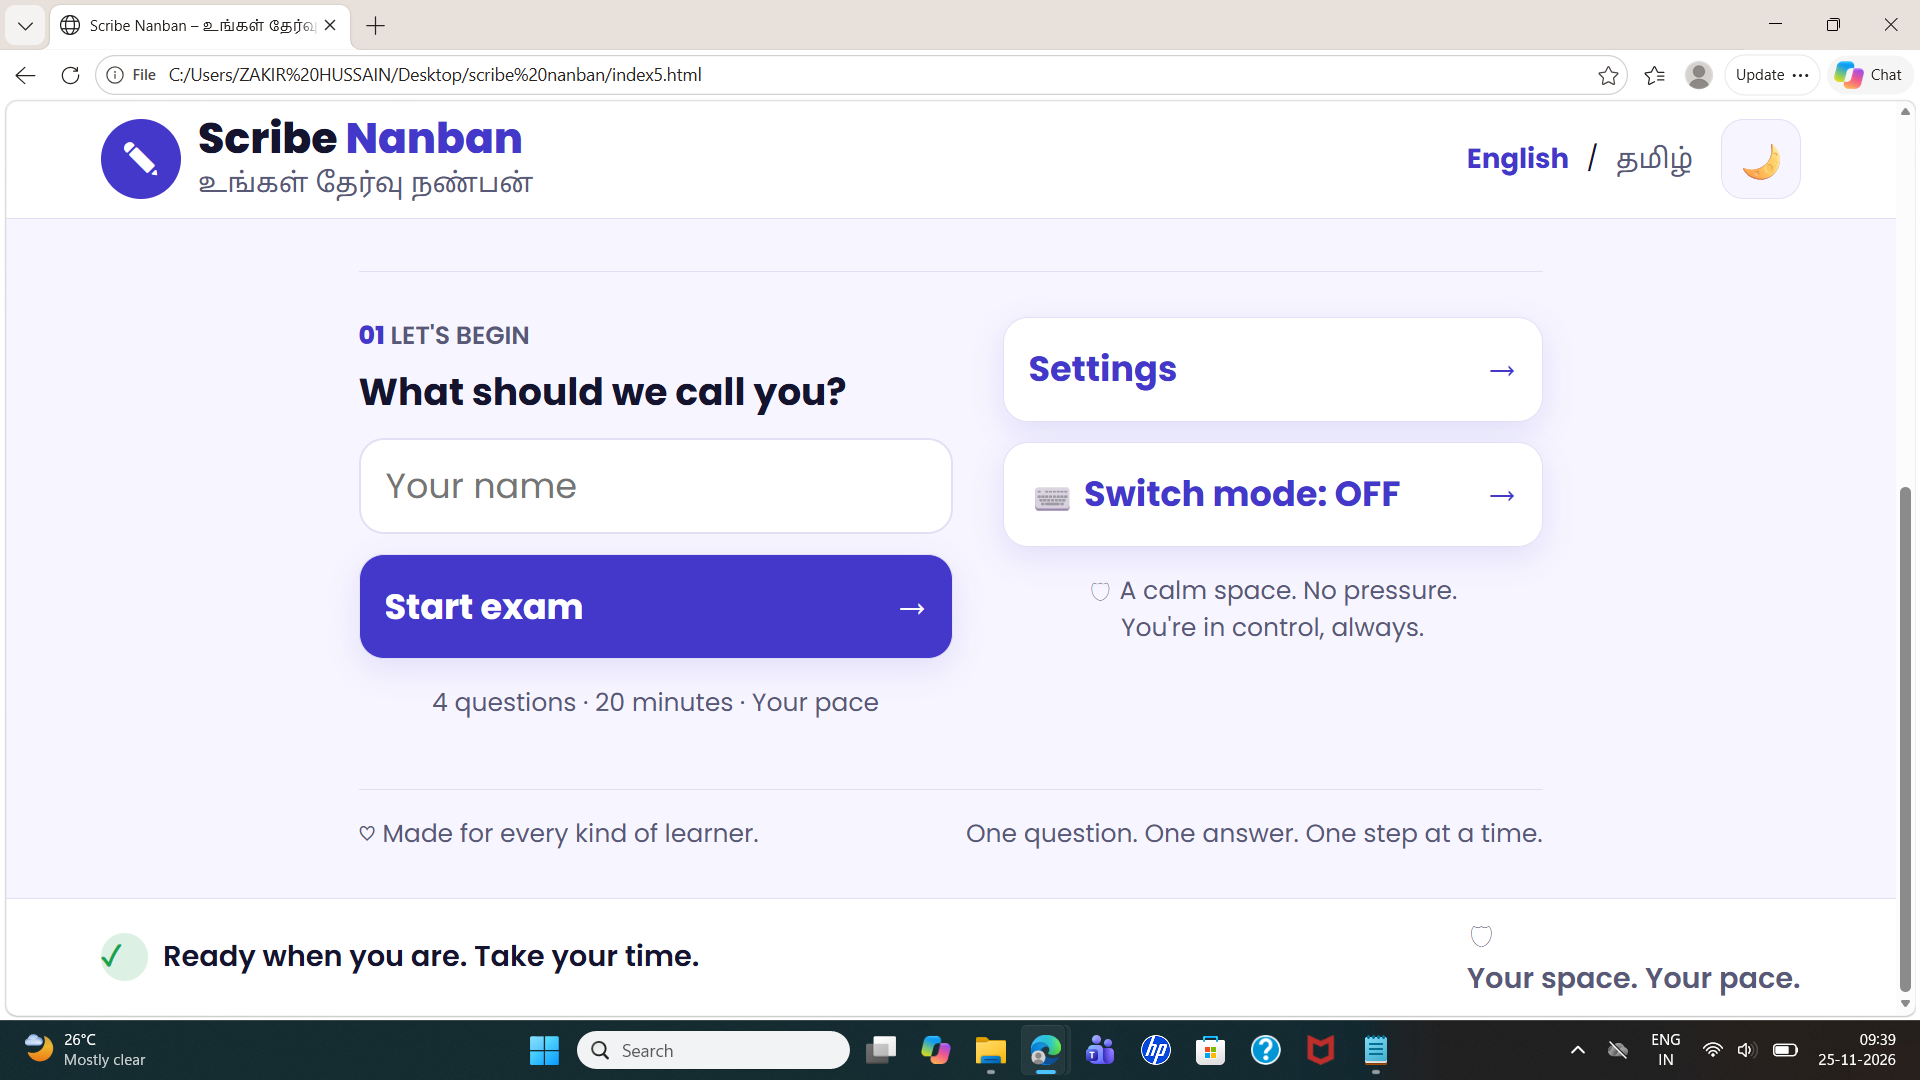 Scribe Nanban – உங்கள் தேர்வு
File C:/Users/ZAKIR%20HUSSAIN/Desktop/scribe%20nanban/index5.html
Update
Chat
Scribe Nanban
உங்கள் தேர்வு நண்பன்
English / தமிழ்
01 LET'S BEGIN
What should we call you?
Your name
Start exam →
4 questions · 20 minutes · Your pace
Settings →
Switch mode: OFF →
A calm space. No pressure.
You're in control, always.
♡ Made for every kind of learner.
One question. One answer. One step at a time.
✓ Ready when you are. Take your time.
Your space. Your pace.
26°C
Mostly clear
Search
hp
ENG
IN
09:39
25-11-2026